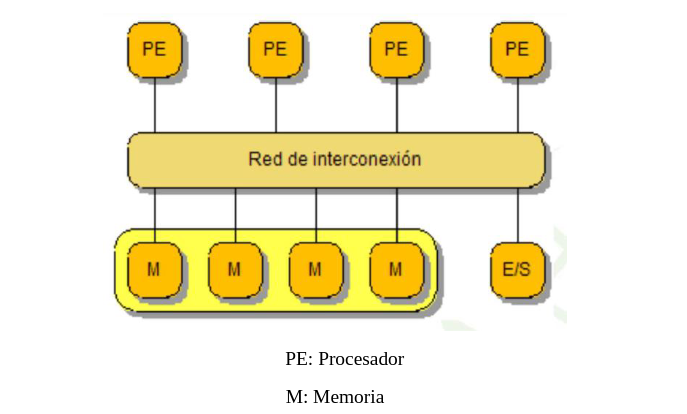 PE PE PE PE
Red de interconexión
M M M M E/S
PE: Procesador
M: Memoria